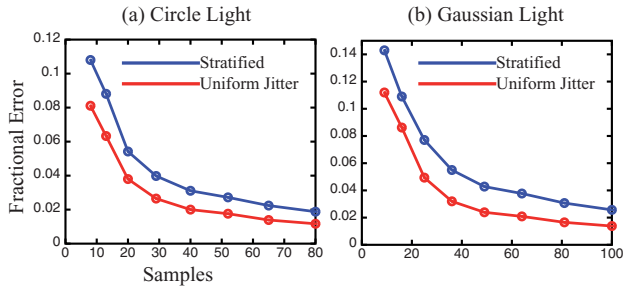 (a) Circle Light
(b) Gaussian Light
Fractional Error
0.12
0.1
0.08
0.06
0.04
0.02
0
Stratified
Uniform Jitter
0 10 20 30 40 50 60 70 80
Samples
0.14
0.12
0.1
0.08
0.06
0.04
0.02
0
Stratified
Uniform Jitter
0 20 40 60 80 100